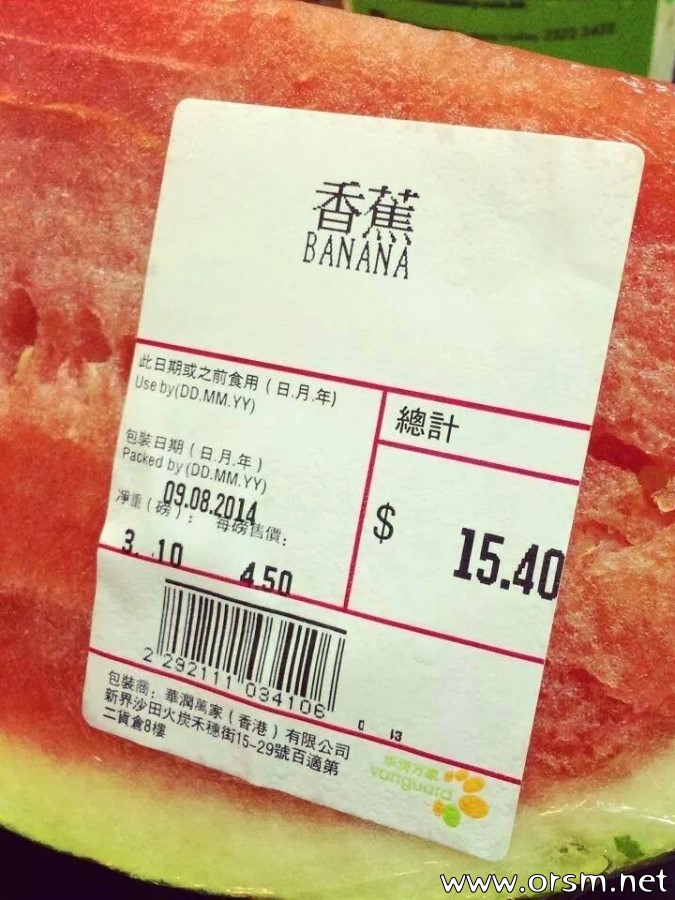 香蕉
BANANA
此日期或之前食用(日.月.年)
Use by(DD.MM.YY)
總計
包裝日期(日.月.年)
Packed by(DD.MM.YY)
09.08.2014
淨重(磅): 每磅售價:
$ 15.40
3.10 4.50
2 292111 034106
0 13
包裝商: 華潤萬家(香港)有限公司
新界沙田火炭禾穗街15-29號百適第
二貨倉8樓
华润万家
vanguard
www.orsm.net